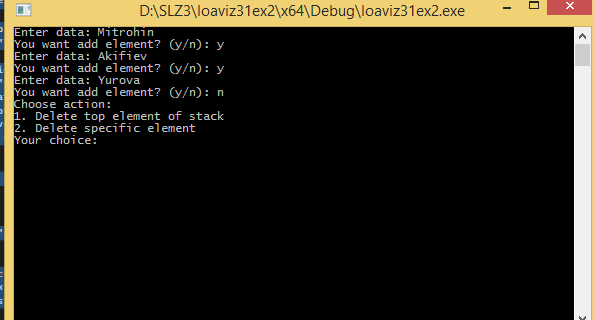 D:\SLZ3\Ioaviz31ex2\x64\Debug\Ioaviz31ex2.exe
Enter data: Mitrohin
You want add element? (y/n): y
Enter data: Akifiev
You want add element? (y/n): y
Enter data: Yurova
You want add element? (y/n): n
Choose action:
1. Delete top element of stack
2. Delete specific element
Your choice: